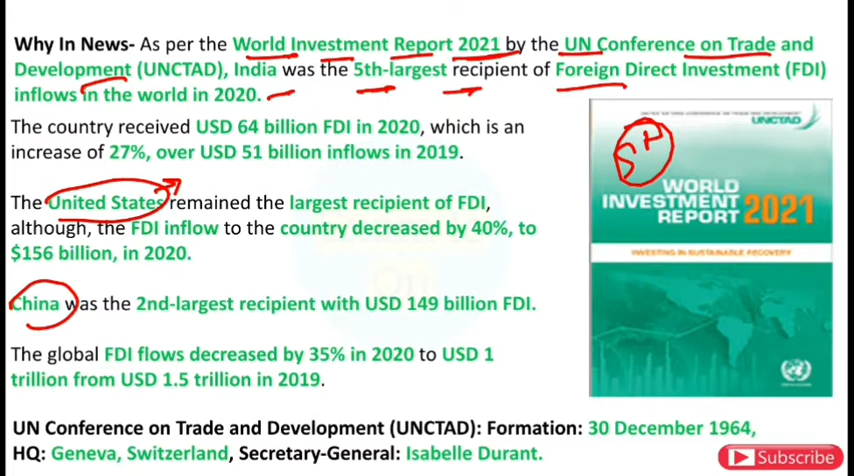 Why In News- As per the World Investment Report 2021 by the UN Conference on Trade and
Development (UNCTAD), India was the 5th-largest recipient of Foreign Direct Investment (FDI)
inflows in the world in 2020.
The country received USD 64 billion FDI in 2020, which is an
increase of 27%, over USD 51 billion inflows in 2019.
The United States remained the largest recipient of FDI,
although, the FDI inflow to the country decreased by 40%, to
$156 billion, in 2020.
China was the 2nd-largest recipient with USD 149 billion FDI.
The global FDI flows decreased by 35% in 2020 to USD 1
trillion from USD 1.5 trillion in 2019.
UNCTAD
5th
WORLD
INVESTMENT
REPORT 2021
INVESTING IN SUSTAINABLE RECOVERY
UN Conference on Trade and Development (UNCTAD): Formation: 30 December 1964,
HQ: Geneva, Switzerland, Secretary-General: Isabelle Durant.
Subscribe